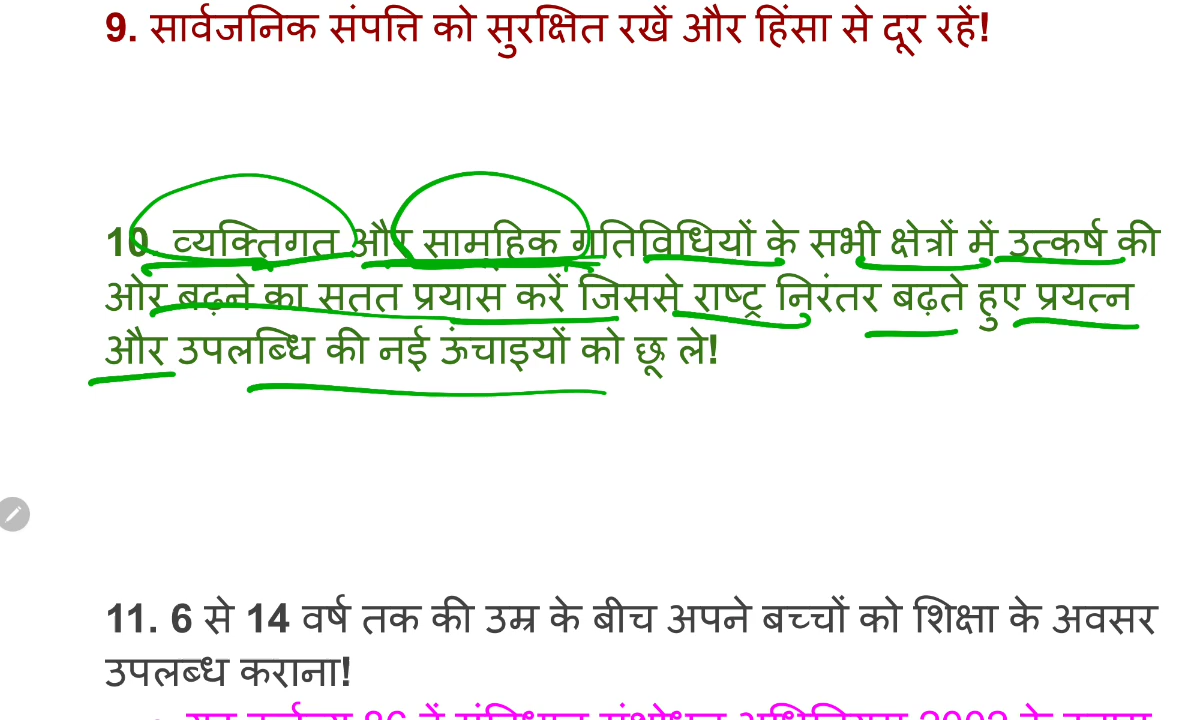 9. सार्वजनिक संपत्ति को सुरक्षित रखें और हिंसा से दूर रहें!
10. व्यक्तिगत और सामहिक गतिविधियों के सभी क्षेत्रों में उत्कर्ष की
ओर बढ़ने का सतत प्रयास करें जिससे राष्ट्र निरंतर बढ़ते हुए प्रयत्न
और उपलब्धि की नई ऊंचाइयों को छू ले!
11. 6 से 14 वर्ष तक की उम्र के बीच अपने बच्चों को शिक्षा के अवसर
उपलब्ध कराना!